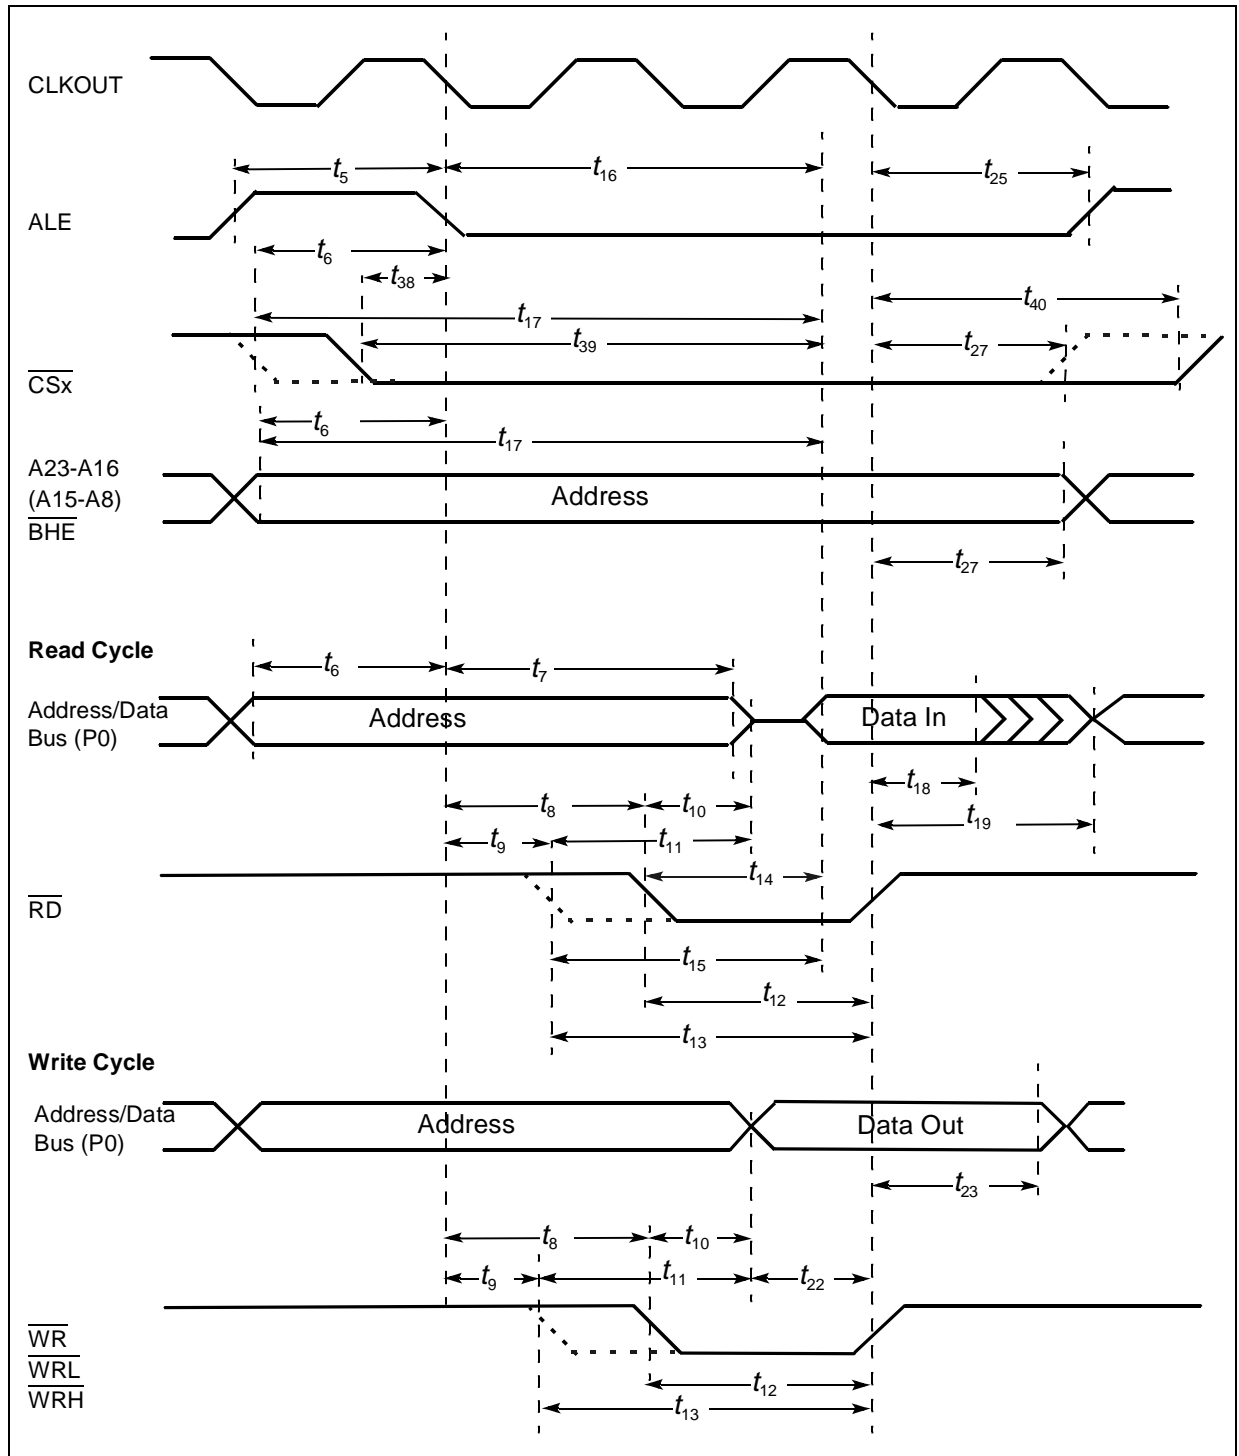 CLKOUT
t5 t16 t25
ALE
t6
t38
t40
t17
t39 t27
CSx
t6
t17
A23-A16
(A15-A8) Address
BHE
t27
Read Cycle
t6 t7
Address/Data Address Data In
Bus (P0)
t18
t8 t10
t19
t9 t11
t14
RD
t15
t12
t13
Write Cycle
Address/Data Address Data Out
Bus (P0)
t23
t8 t10
t9 t11 t22
WR
WRL
t12
WRH
t13